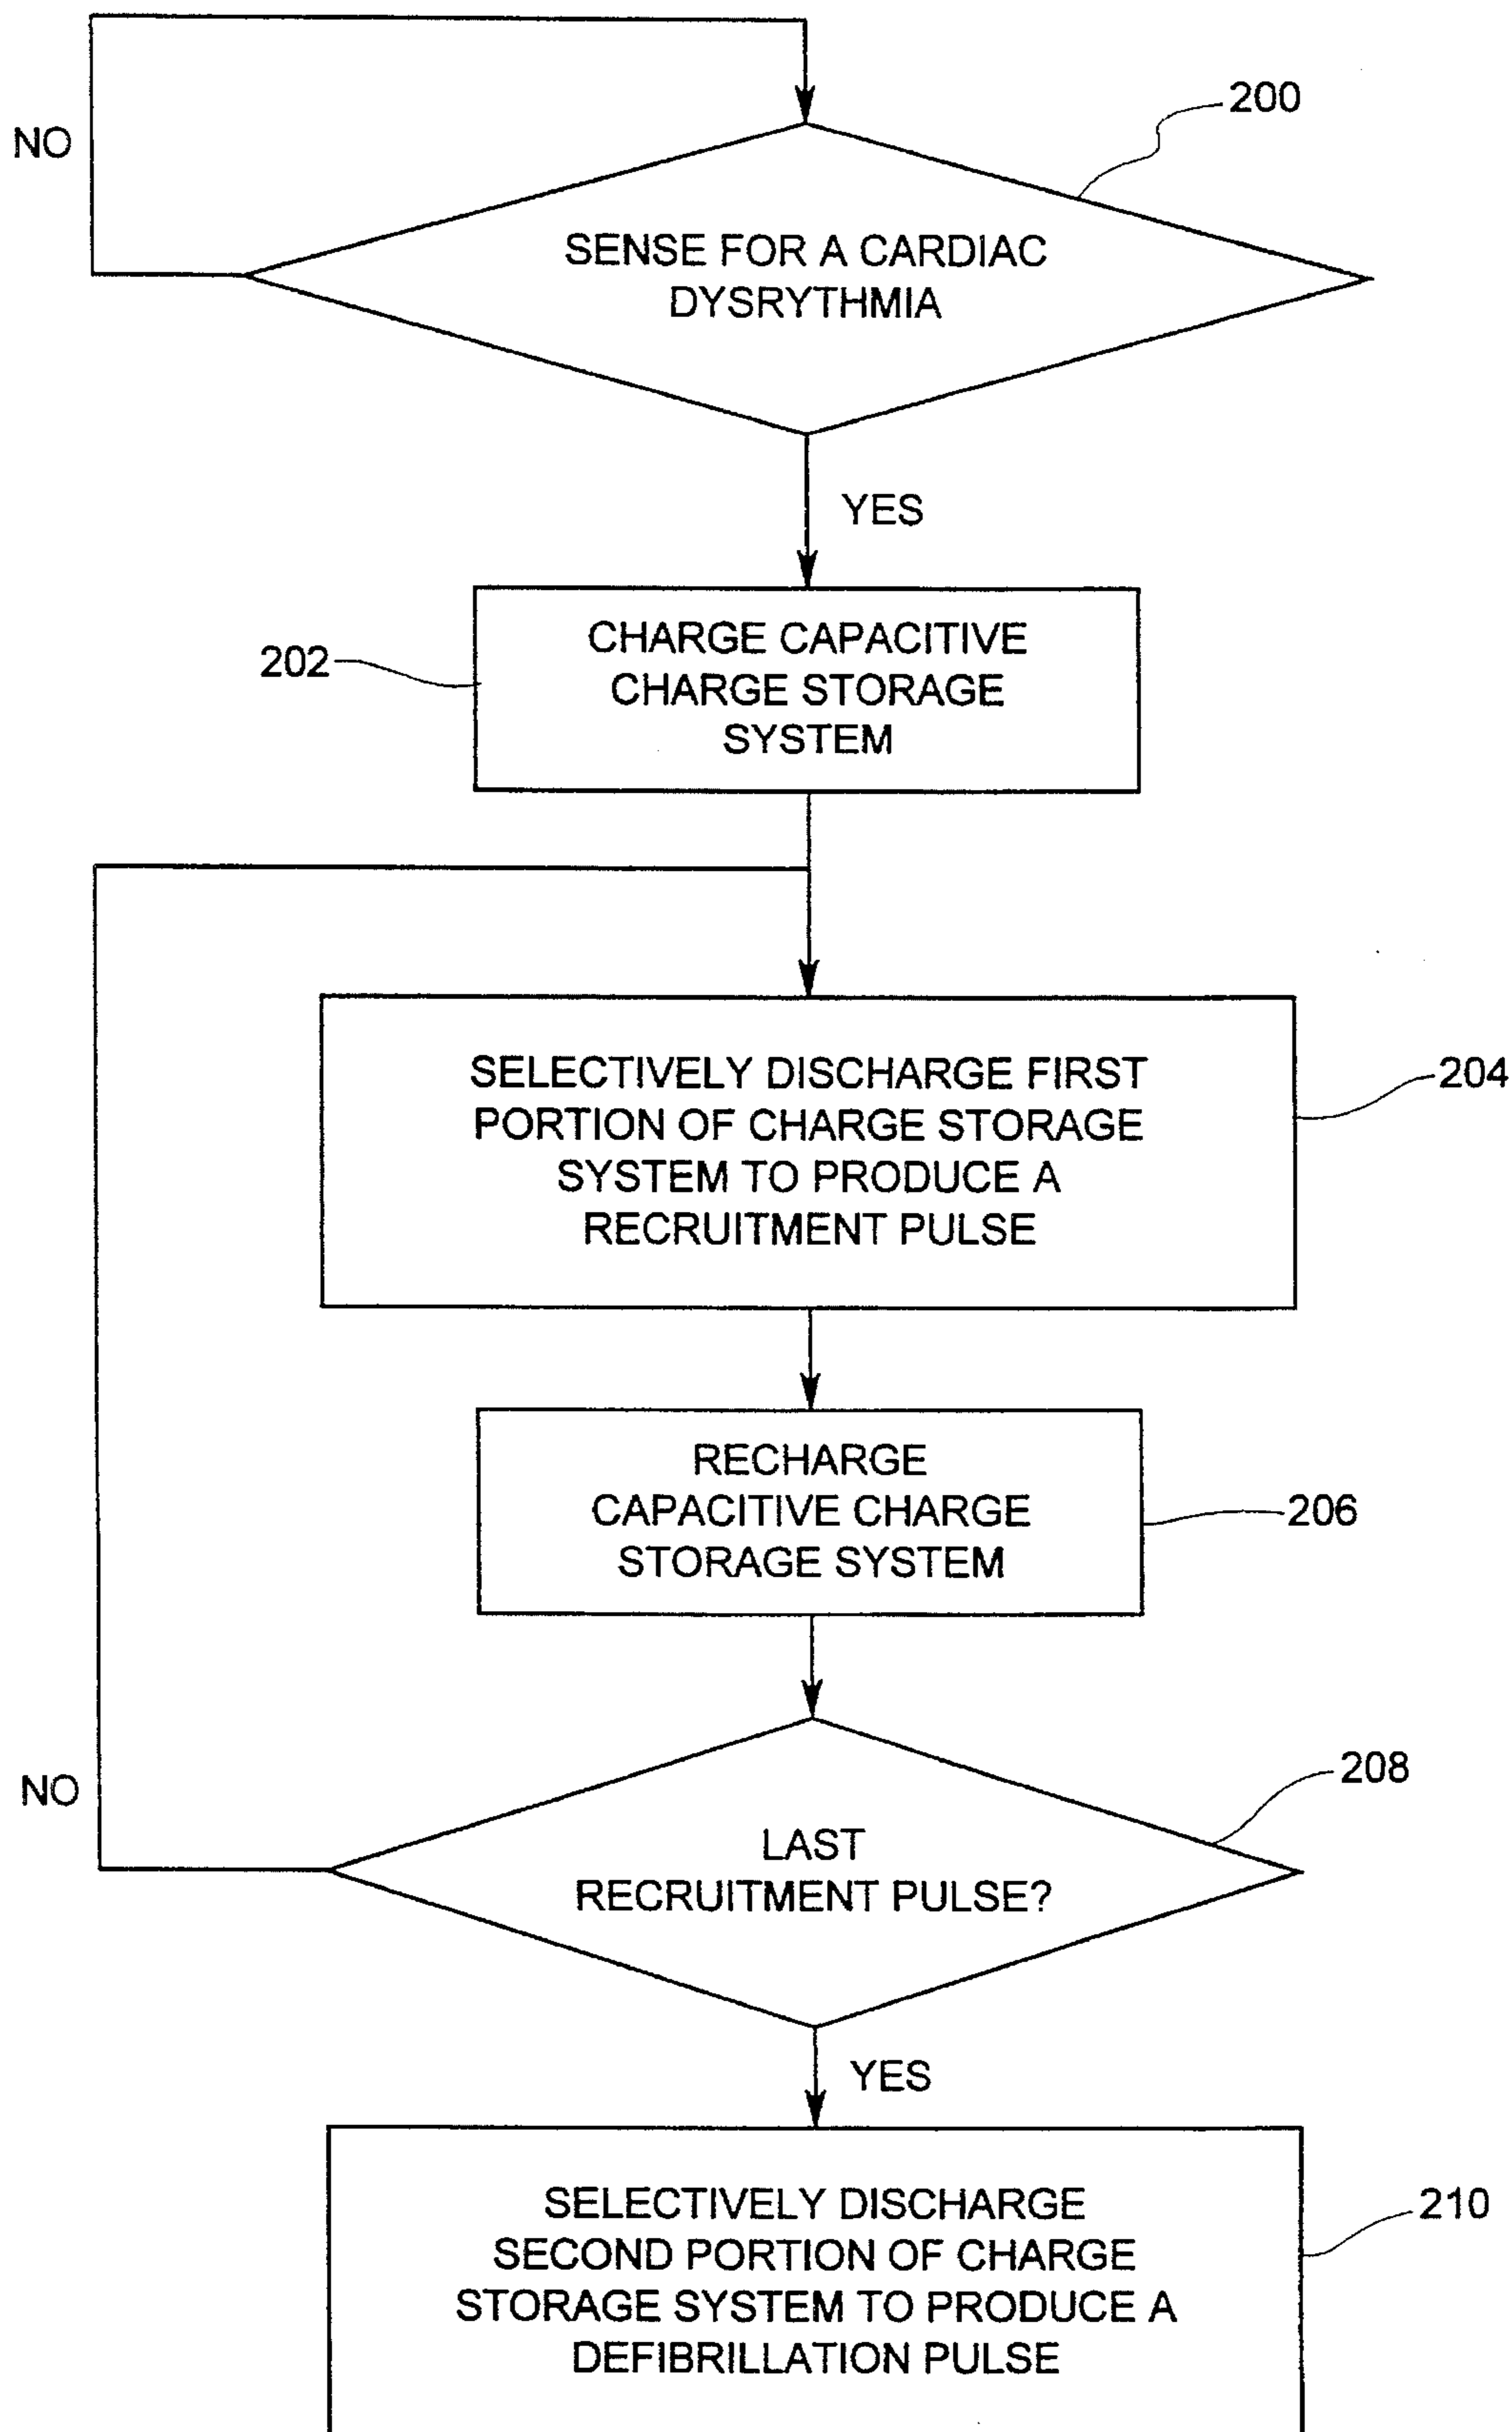 200
NO
SENSE FOR A CARDIAC
DYSRYTHMIA
YES
202
CHARGE CAPACITIVE
CHARGE STORAGE
SYSTEM
204
SELECTIVELY DISCHARGE FIRST
PORTION OF CHARGE STORAGE
SYSTEM TO PRODUCE A
RECRUITMENT PULSE
RECHARGE
CAPACITIVE CHARGE
STORAGE SYSTEM
206
208
NO
LAST
RECRUITMENT PULSE?
YES
210
SELECTIVELY DISCHARGE
SECOND PORTION OF CHARGE
STORAGE SYSTEM TO PRODUCE A
DEFIBRILLATION PULSE